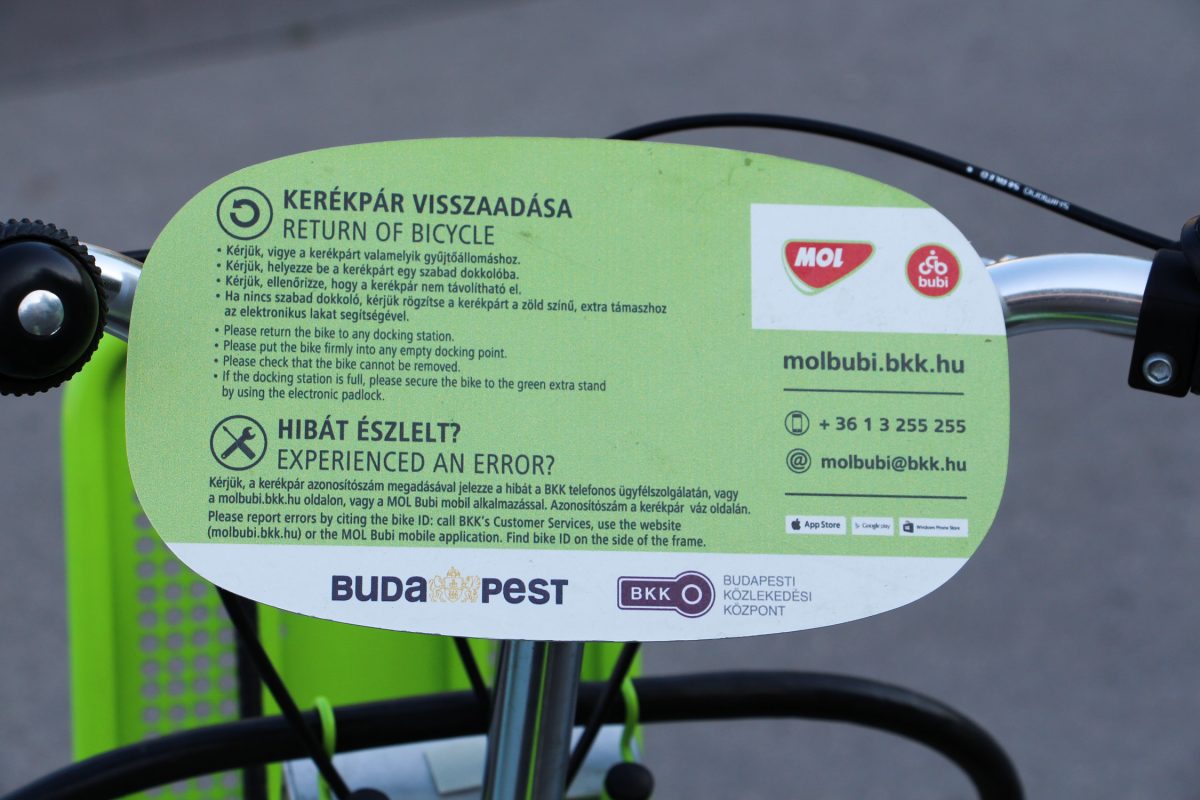 KERÉKPÁR VISSZAADÁSA
RETURN OF BICYCLE
• Kérjük, vigye a kerékpárt valamelyik gyűjtőállomáshoz.
• Kérjük, helyezze be a kerékpárt egy szabad dokkolóba.
• Kérjük, ellenőrizze, hogy a kerékpár nem távolítható el.
• Ha nincs szabad dokkoló, kérjük rögzítse a kerékpárt a zöld színű, extra támaszhoz
az elektronikus lakat segítségével.
• Please return the bike to any docking station.
• Please put the bike firmly into any empty docking point.
• Please check that the bike cannot be removed.
• If the docking station is full, please secure the bike to the green extra stand
by using the electronic padlock.
HIBÁT ÉSZLELT?
EXPERIENCED AN ERROR?
Kérjük, a kerékpár azonosítószám megadásával jelezze a hibát a BKK telefonos ügyfélszolgálatán, vagy
a molbubi.bkk.hu oldalon, vagy a MOL Bubi mobil alkalmazással. Azonosítószám a kerékpár váz oldalán.
Please report errors by citing the bike ID: call BKK's Customer Services, use the website
(molbubi.bkk.hu) or the MOL Bubi mobile application. Find bike ID on the side of the frame.
MOL
bubi
molbubi.bkk.hu
+ 36 1 3 255 255
@ molbubi@bkk.hu
App Store
Google play
Windows Phone Store
BUDAPEST
BKK
BUDAPESTI
KÖZLEKEDÉSI
KÖZPONT
SHIMANO